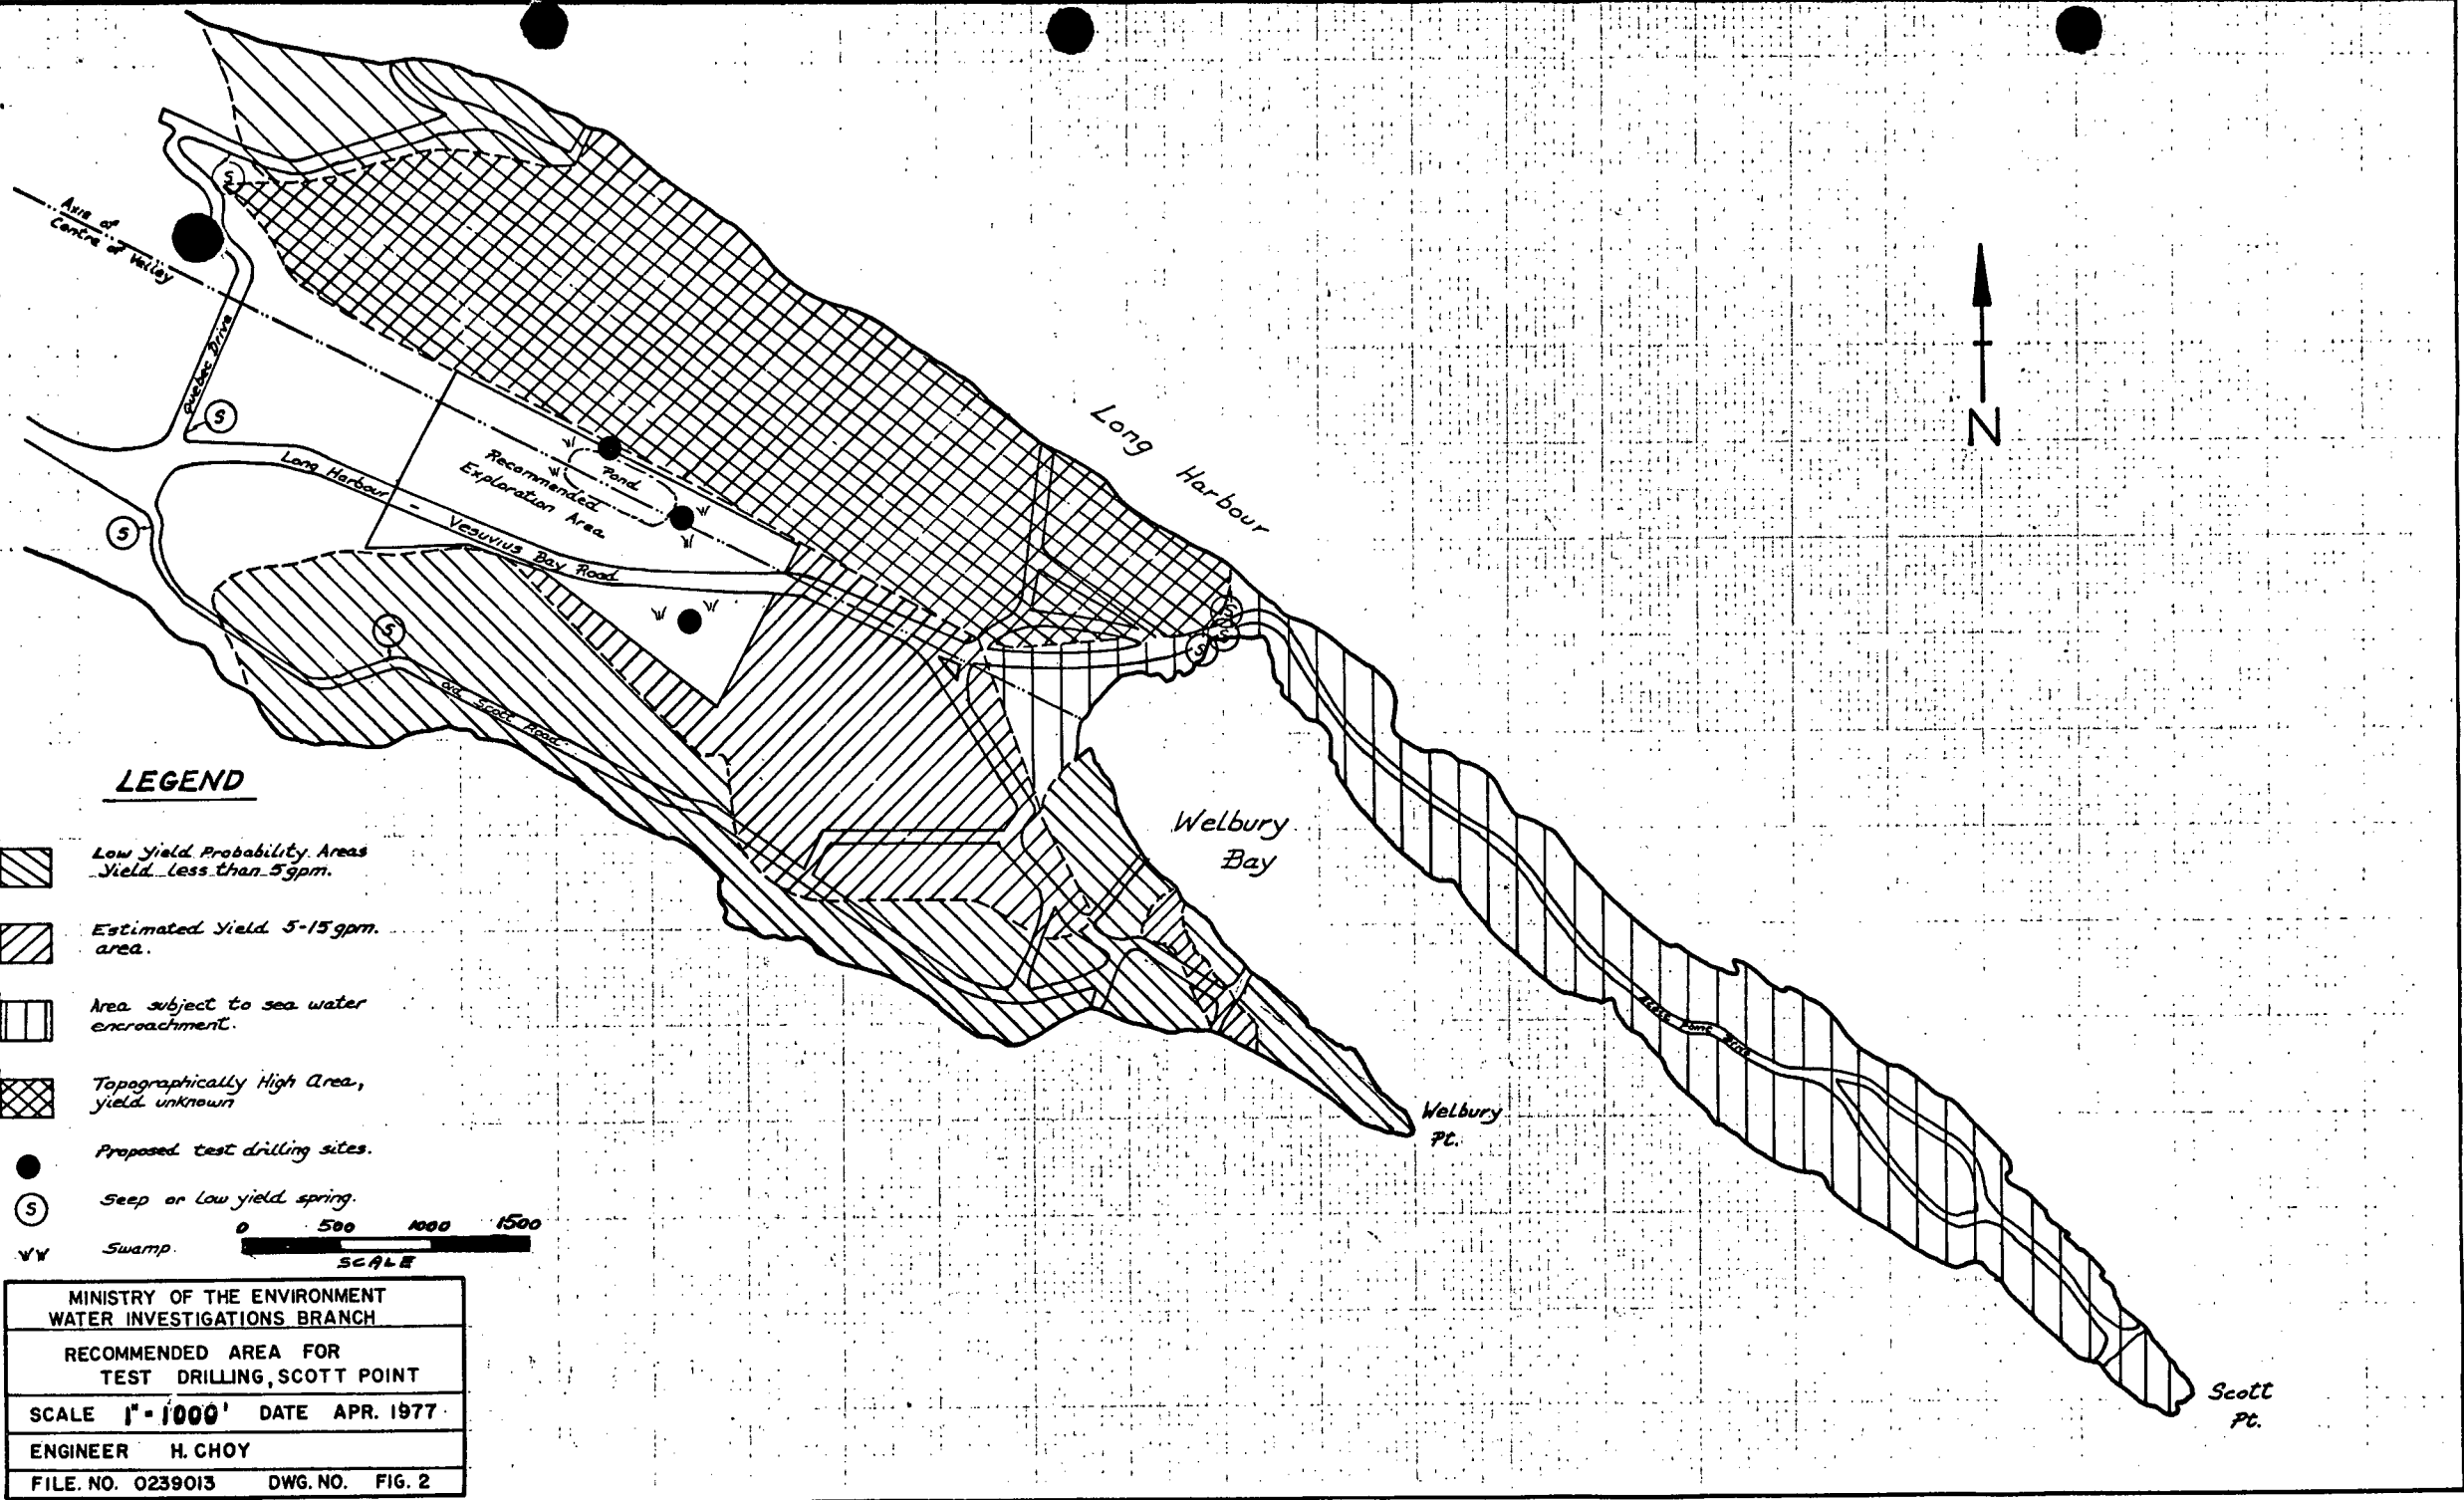 Axis of
Centre of Valley
Quebec Drive
S
S
S
S
S
S
S
Long Harbour - Vesuvius Bay Road
Recommended
Exploration Area
Pond
Old Scott Road
Long Harbour
N
Welbury
Bay
Scott Point Drive
Welbury
Pt.
Scott
Pt.
LEGEND
Low Yield Probability Areas
Yield less than 5gpm.
Estimated Yield 5-15gpm.
area.
Area subject to sea water
encroachment.
Topographically High Area,
yield unknown
Proposed test drilling sites.
S Seep or low yield spring.
Swamp.
0 500 1000 1500
SCALE
MINISTRY OF THE ENVIRONMENT
WATER INVESTIGATIONS BRANCH
RECOMMENDED AREA FOR
TEST DRILLING, SCOTT POINT
SCALE 1"=1000' DATE APR. 1977
ENGINEER H. CHOY
FILE. NO. 0239013 DWG. NO. FIG. 2